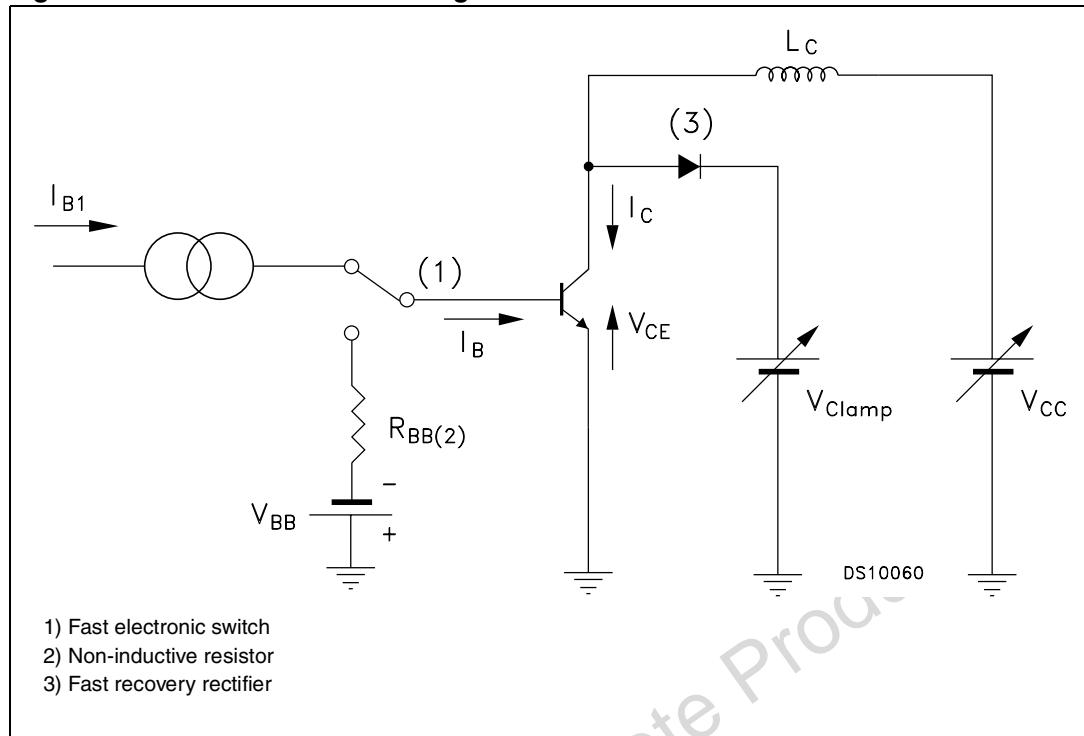 L_C
(3)
I_B1
I_C
(1)
I_B
V_CE
V_Clamp
V_CC
R_BB(2)
-
V_BB
+
DS10060
1) Fast electronic switch
2) Non-inductive resistor
3) Fast recovery rectifier